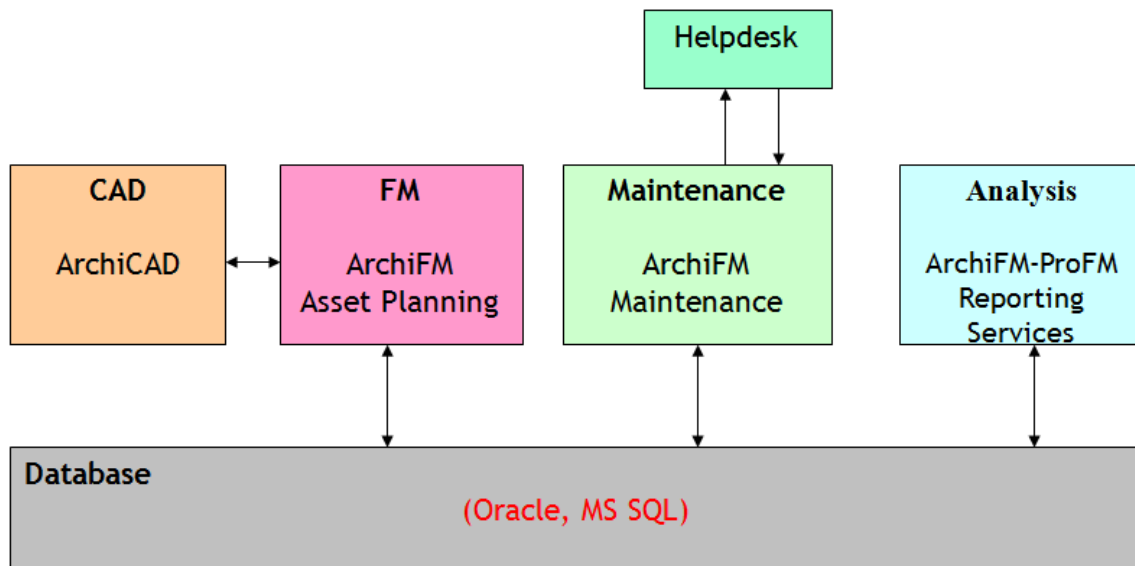 Helpdesk
CAD
ArchiCAD
FM
ArchiFM
Asset Planning
Maintenance
ArchiFM
Maintenance
Analysis
ArchiFM-ProFM
Reporting
Services
Database
(Oracle, MS SQL)